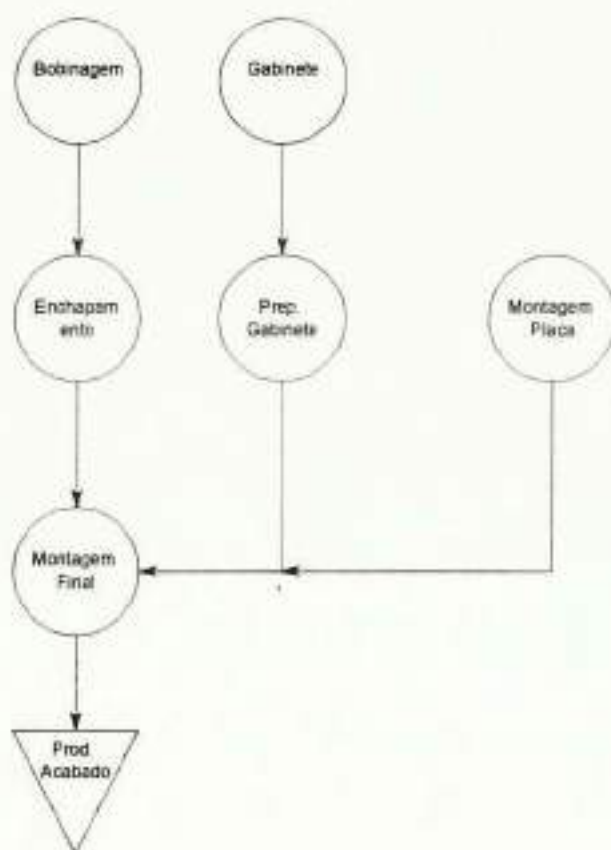 Bobinagem
Gabinete
Enchapam
ento
Prep.
Gabinete
Montagem
Placa
Montagem
Final
Prod.
Acabado